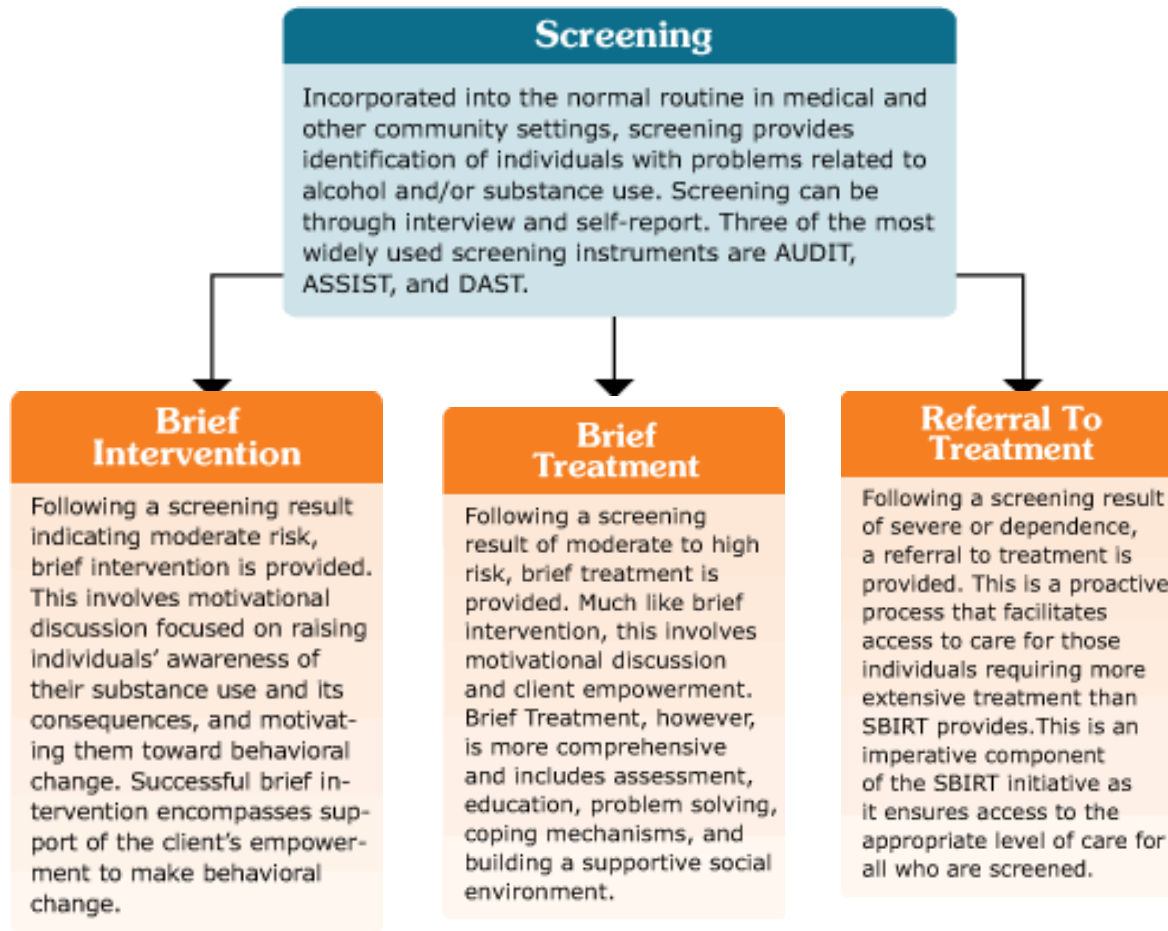 Screening
Incorporated into the normal routine in medical and
other community settings, screening provides
identification of individuals with problems related to
alcohol and/or substance use. Screening can be
through interview and self-report. Three of the most
widely used screening instruments are AUDIT,
ASSIST, and DAST.
Brief
Intervention
Following a screening result
indicating moderate risk,
brief intervention is provided.
This involves motivational
discussion focused on raising
individuals’ awareness of
their substance use and its
consequences, and motivat-
ing them toward behavioral
change. Successful brief in-
tervention encompasses sup-
port of the client’s empower-
ment to make behavioral
change.
Brief
Treatment
Following a screening
result of moderate to high
risk, brief treatment is
provided. Much like brief
intervention, this involves
motivational discussion
and client empowerment.
Brief Treatment, however,
is more comprehensive
and includes assessment,
education, problem solving,
coping mechanisms, and
building a supportive social
environment.
Referral To
Treatment
Following a screening result
of severe or dependence,
a referral to treatment is
provided. This is a proactive
process that facilitates
access to care for those
individuals requiring more
extensive treatment than
SBIRT provides.This is an
imperative component
of the SBIRT initiative as
it ensures access to the
appropriate level of care for
all who are screened.